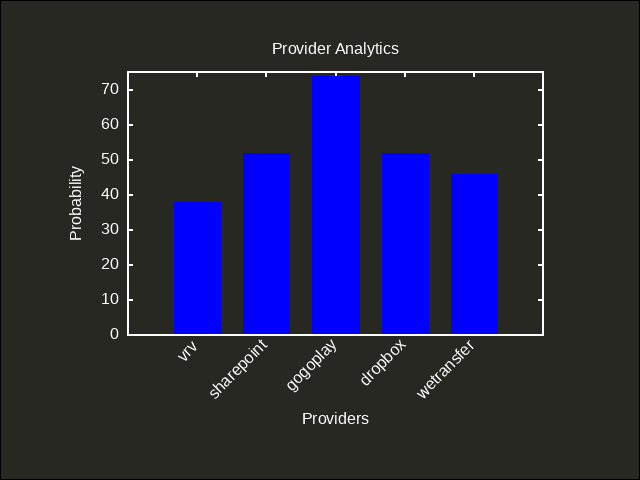 Provider Analytics
Probability
70
60
50
40
30
20
10
0
vrv
sharepoint
gogoplay
dropbox
wetransfer
Providers